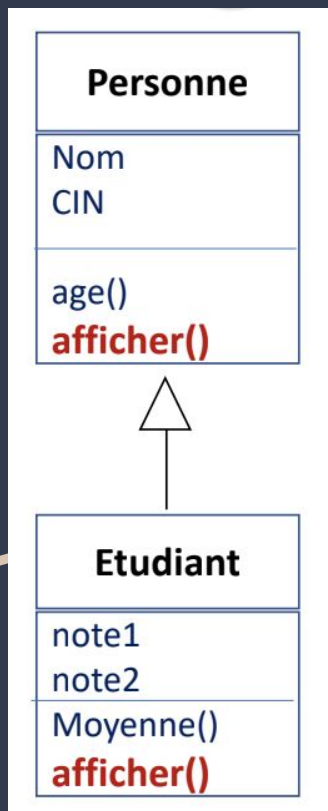 Personne
Nom
CIN
age()
afficher()
Etudiant
note1
note2
Moyenne()
afficher()